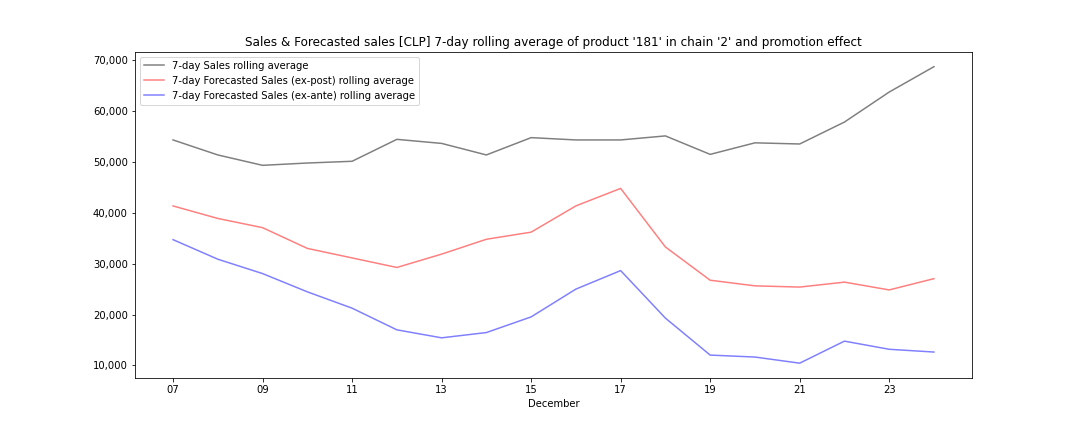 Sales & Forecasted sales [CLP] 7-day rolling average of product '181' in chain '2' and promotion effect
7-day Sales rolling average
7-day Forecasted Sales (ex-post) rolling average
7-day Forecasted Sales (ex-ante) rolling average
70,000
60,000
50,000
40,000
30,000
20,000
10,000
07 09 11 13 15 17 19 21 23
December